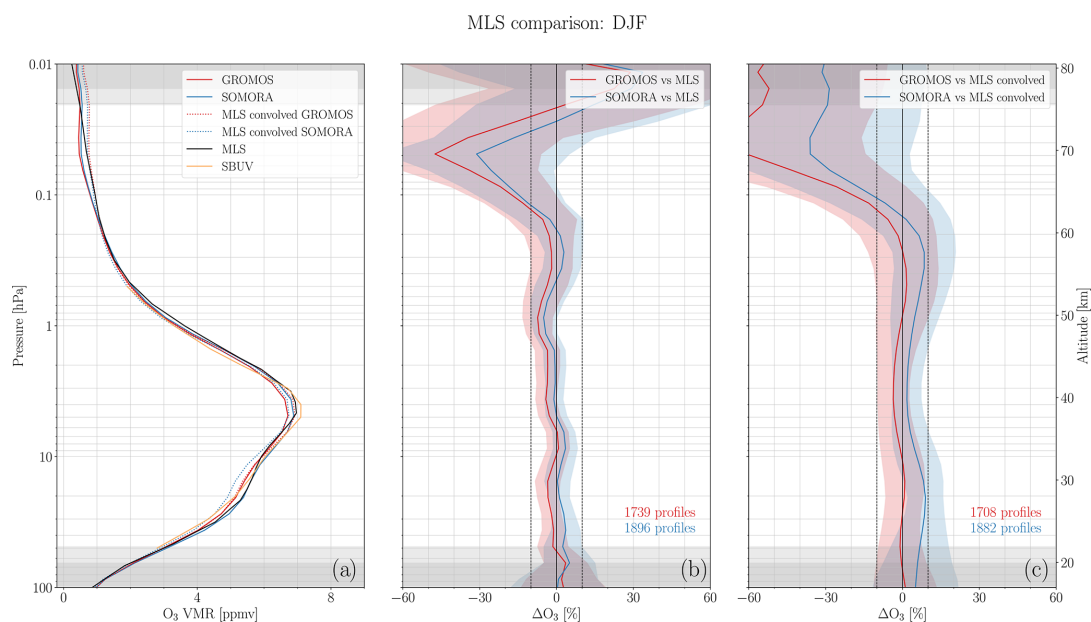 MLS comparison: DJF
0.01
0.1
1
10
100
Pressure [hPa]
GROMOS
SOMORA
MLS convolved GROMOS
MLS convolved SOMORA
MLS
SBUV
(a)
0
4
8
O₃ VMR [ppmv]
GROMOS vs MLS
SOMORA vs MLS
1739 profiles
1896 profiles
(b)
−60
−30
0
30
60
ΔO₃ [%]
GROMOS vs MLS convolved
SOMORA vs MLS convolved
1708 profiles
1882 profiles
(c)
−60
−30
0
30
60
ΔO₃ [%]
80
70
60
50
40
30
20
Altitude [km]